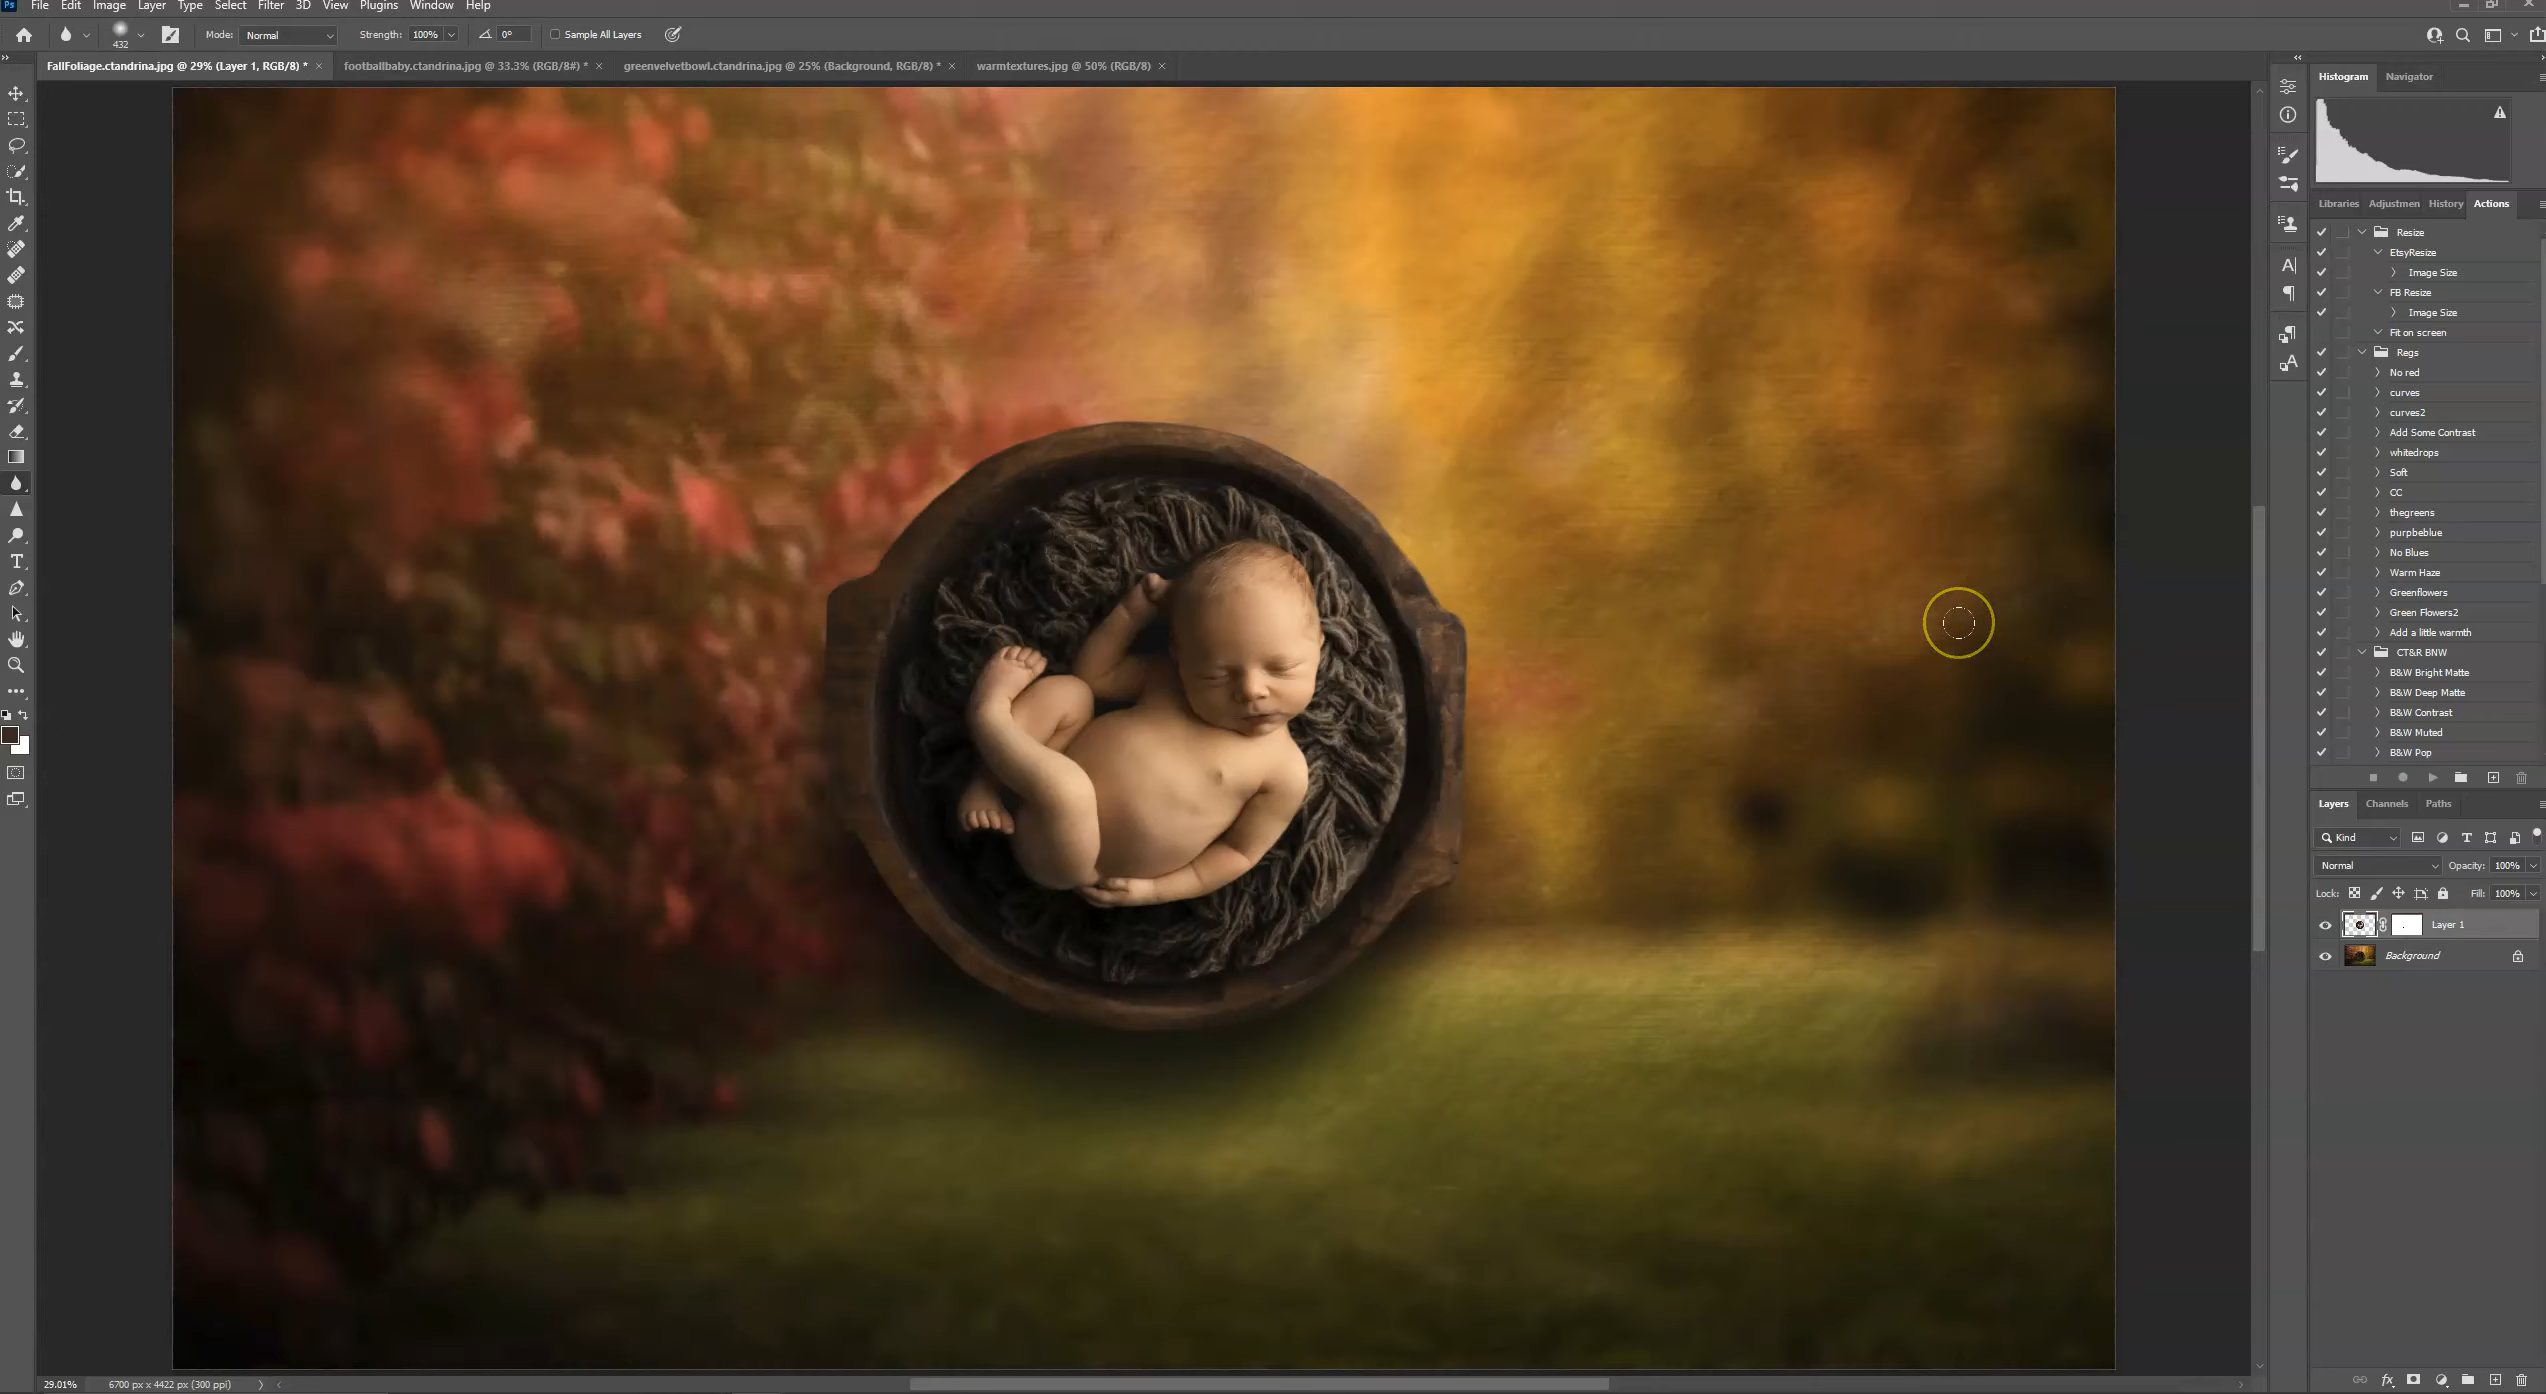 Ps File Edit Image Layer Type Select Filter 3D View Plugins Window Help
432 Mode: Normal Strength: 100% 0° Sample All Layers
FallFoliage.ctandrina.jpg @ 29% (Layer 1, RGB/8) * × footballbaby.ctandrina.jpg @ 33.3% (RGB/8#) * × greenvelvetbowl.ctandrina.jpg @ 25% (Background, RGB/8) * × warmtextures.jpg @ 50% (RGB/8) ×
Histogram Navigator
Libraries Adjustmen History Actions
Resize
EtsyResize
Image Size
FB Resize
Image Size
Fit on screen
Regs
No red
curves
curves2
Add Some Contrast
whitedrops
Soft
CC
thegreens
purpbeblue
No Blues
Warm Haze
Greenflowers
Green Flowers2
Add a little warmth
CT&R BNW
B&W Bright Matte
B&W Deep Matte
B&W Contrast
B&W Muted
B&W Pop
Layers Channels Paths
Kind
Normal Opacity: 100%
Lock: Fill: 100%
Layer 1
Background
fx
29.01% 6700 px x 4422 px (300 ppi)